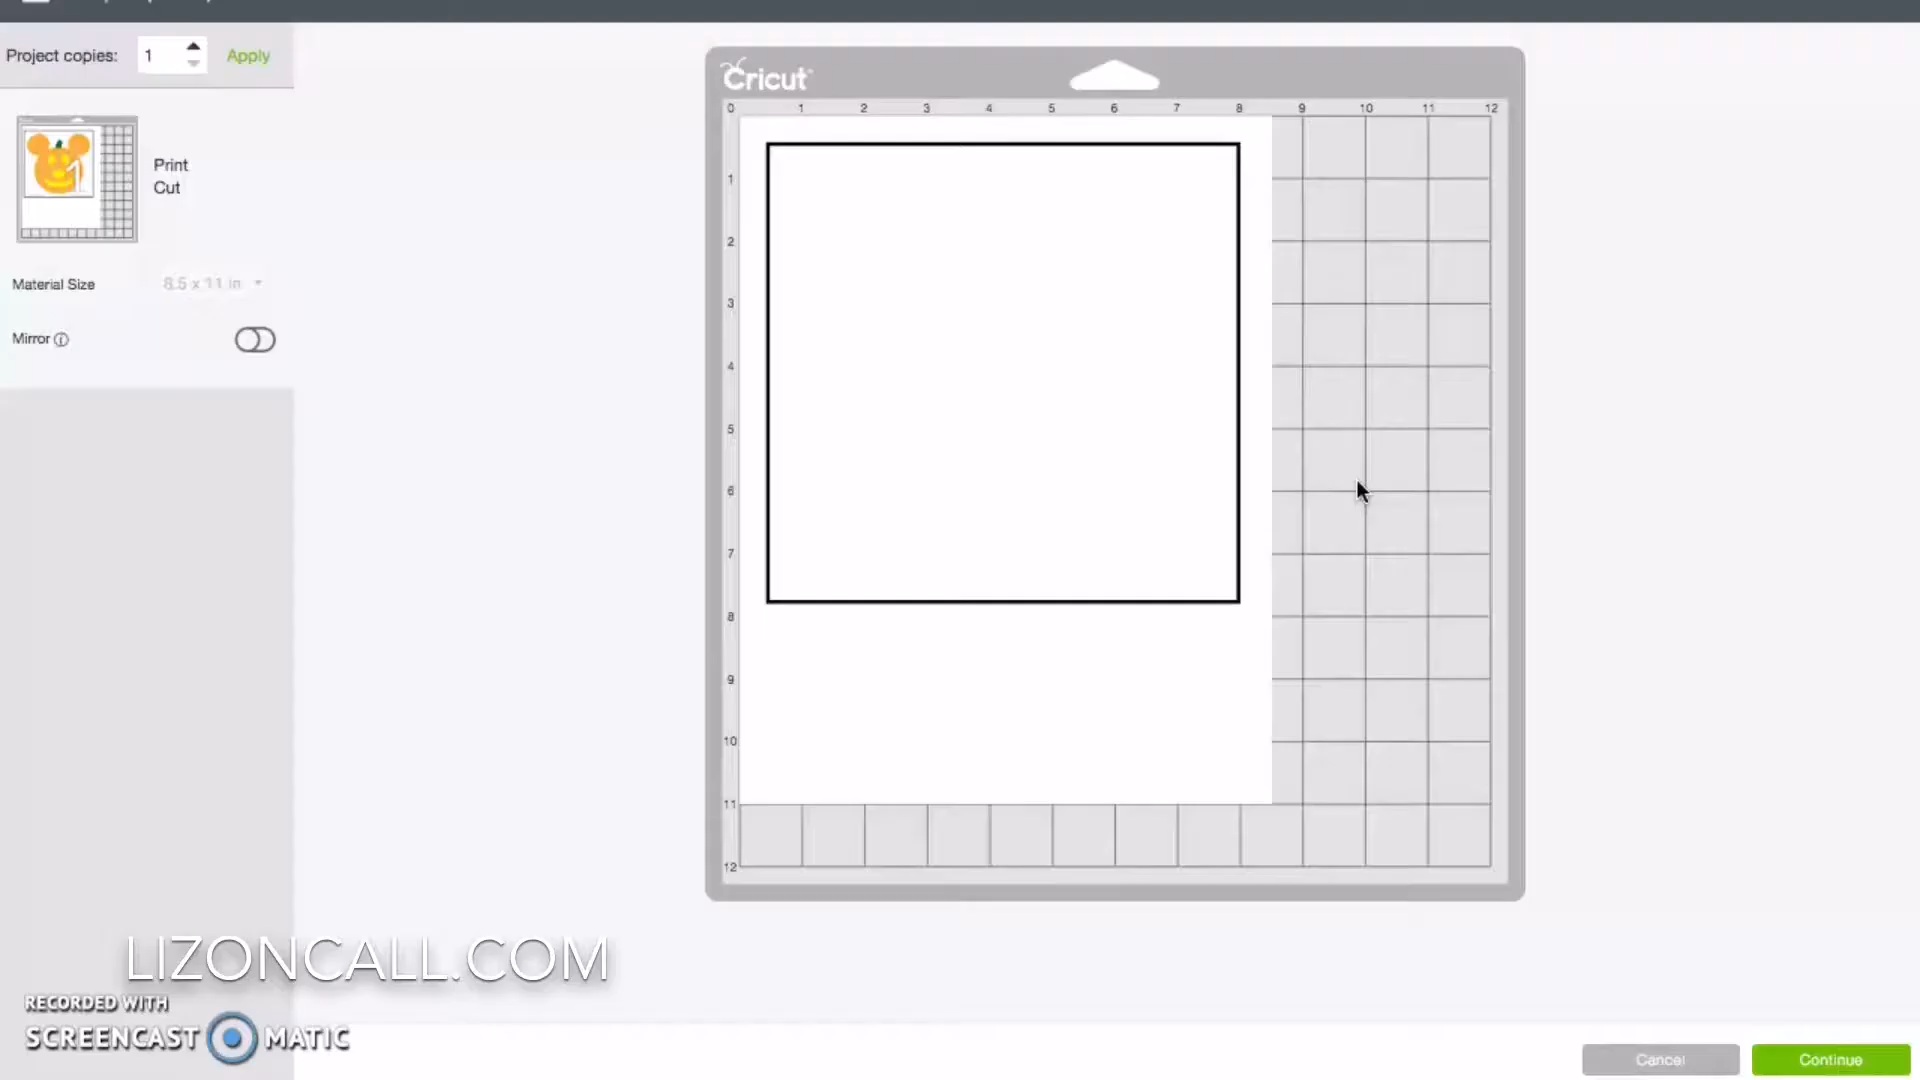 Project copies: 1 Apply
Cricut
0 1 2 3 4 5 6 7 8 9 10 11 12
1
2
3
4
5
6
7
8
9
10
11
12
1
Print
Cut
Material Size 8.5 x 11 in
Mirror
LIZONCALL.COM
RECORDED WITH
SCREENCAST MATIC
Cancel Continue